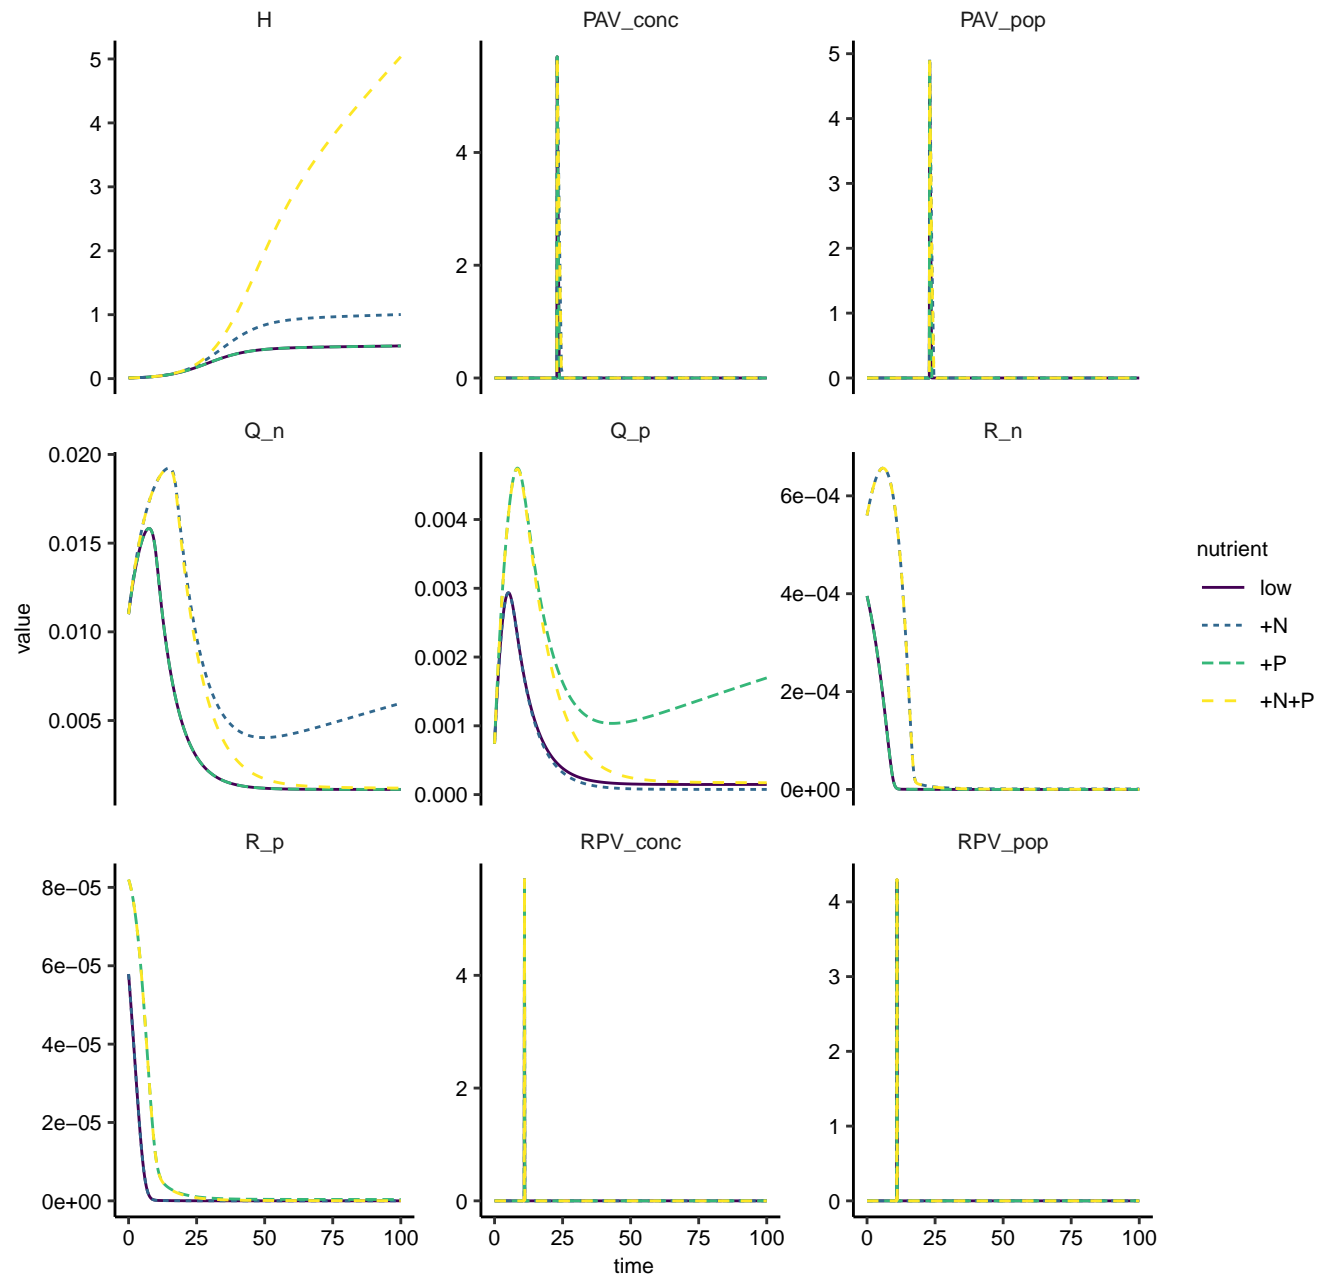 H
PAV_conc
PAV_pop
5
4
3
2
1
0
4
2
0
5
4
3
2
1
0
Q_n
Q_p
R_n
0.020
0.015
0.010
0.005
0.004
0.003
0.002
0.001
0.000
6e−04
4e−04
2e−04
0e+00
value
nutrient
low
+N
+P
+N+P
R_p
RPV_conc
RPV_pop
8e−05
6e−05
4e−05
2e−05
0e+00
4
2
0
4
3
2
1
0
0 25 50 75 100
0 25 50 75 100
0 25 50 75 100
time